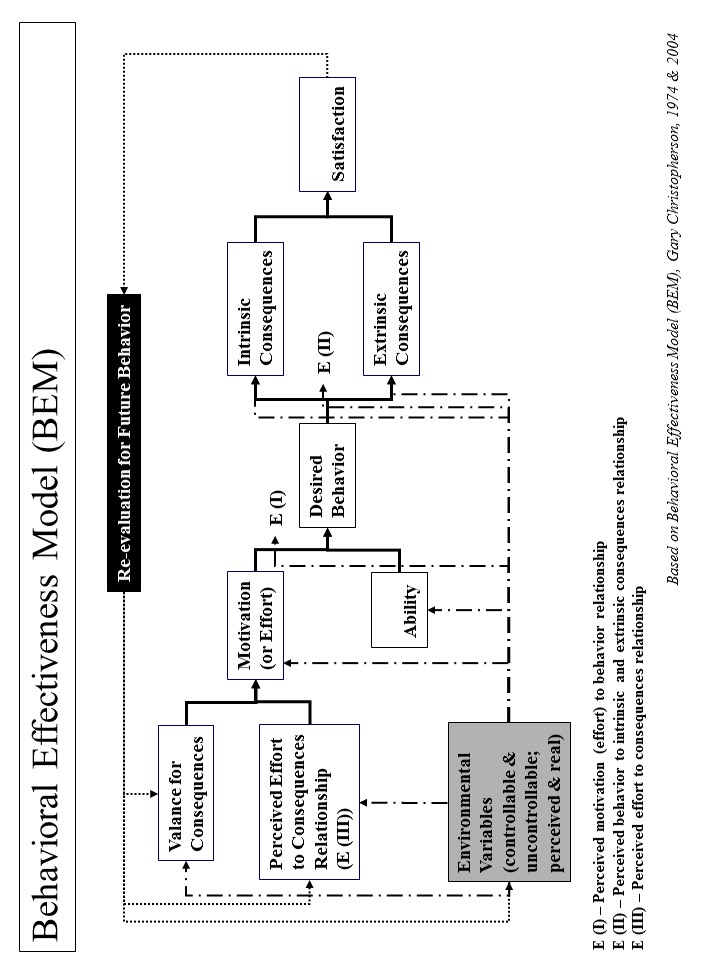 Behavioral Effectiveness Model (BEM)
Re-evaluation for Future Behavior
Valance for
Consequences
Perceived Effort
to Consequences
Relationship
(E (III))
Motivation
(or Effort)
E (I)
Ability
Desired
Behavior
Intrinsic
Consequences
E (II)
Extrinsic
Consequences
Satisfaction
Environmental
Variables
(controllable &
uncontrollable;
perceived & real)
E (I) – Perceived motivation (effort) to behavior relationship
E (II) – Perceived behavior to intrinsic and extrinsic consequences relationship
E (III) – Perceived effort to consequences relationship
Based on Behavioral Effectiveness Model (BEM), Gary Christopherson, 1974 & 2004